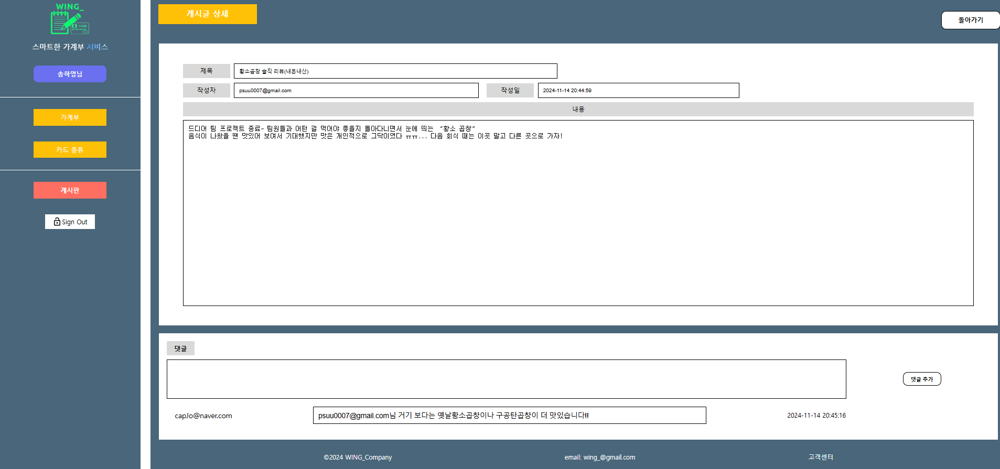 WING_
CARD
스마트한 가계부 서비스
송하영님
가계부
카드 종류
게시판
Sign Out
게시글 상세
돌아가기
제목
황소곱창 솔직 리뷰(내돈내산)
작성자
psuu0007@gmail.com
작성일
2024-11-14 20:44:59
내용
드디어 팀 프로젝트 종료~ 팀원들과 어떤 걸 먹어야 좋을지 돌아다니면서 눈에 띄는 “황소 곱창”
음식이 나왔을 땐 맛있어 보여서 기대했지만 맛은 개인적으로 그닥이였다 ㅠㅠ... 다음 회식 때는 이곳 말고 다른 곳으로 가자!
댓글
댓글 추가
capJo@naver.com
psuu0007@gmail.com님 거기 보다는 옛날황소곱창이나 구공탄곱창이 더 맛있습니다!!
2024-11-14 20:45:16
©2024 WING_Company
email: wing_@gmail.com
고객센터